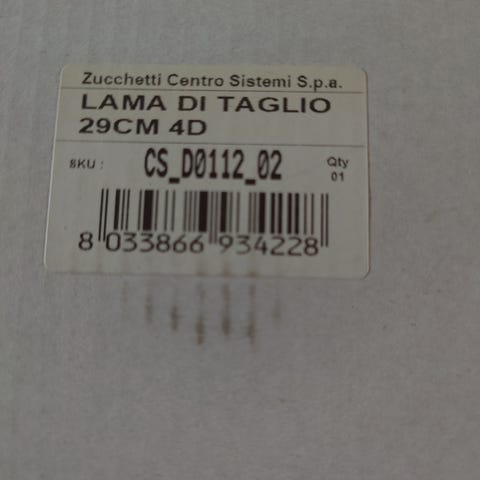 Zucchetti Centro Sistemi S.p.a.
LAMA DI TAGLIO
29CM 4D
SKU : CS_D0112_02 Qty
01
8 033866 934228